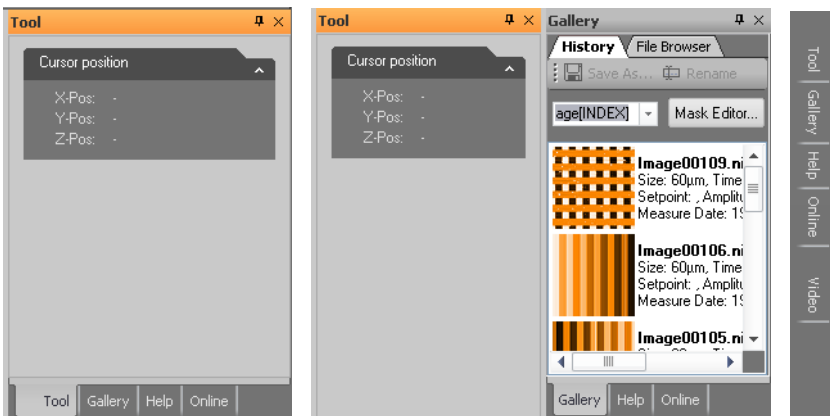 Tool
Cursor position
X-Pos: -
Y-Pos: -
Z-Pos: -
Tool Gallery Help Online
Tool
Cursor position
X-Pos: -
Y-Pos: -
Z-Pos: -
Gallery
History File Browser
Save As... Rename
age[INDEX] Mask Editor...
Image00109.ni
Size: 60µm, Time
Setpoint: , Amplitu
Measure Date: 19
Image00106.ni
Size: 60µm, Time
Setpoint: , Amplitu
Measure Date: 19
Image00105.ni
Gallery Help Online
Tool
Gallery
Help
Online
Video